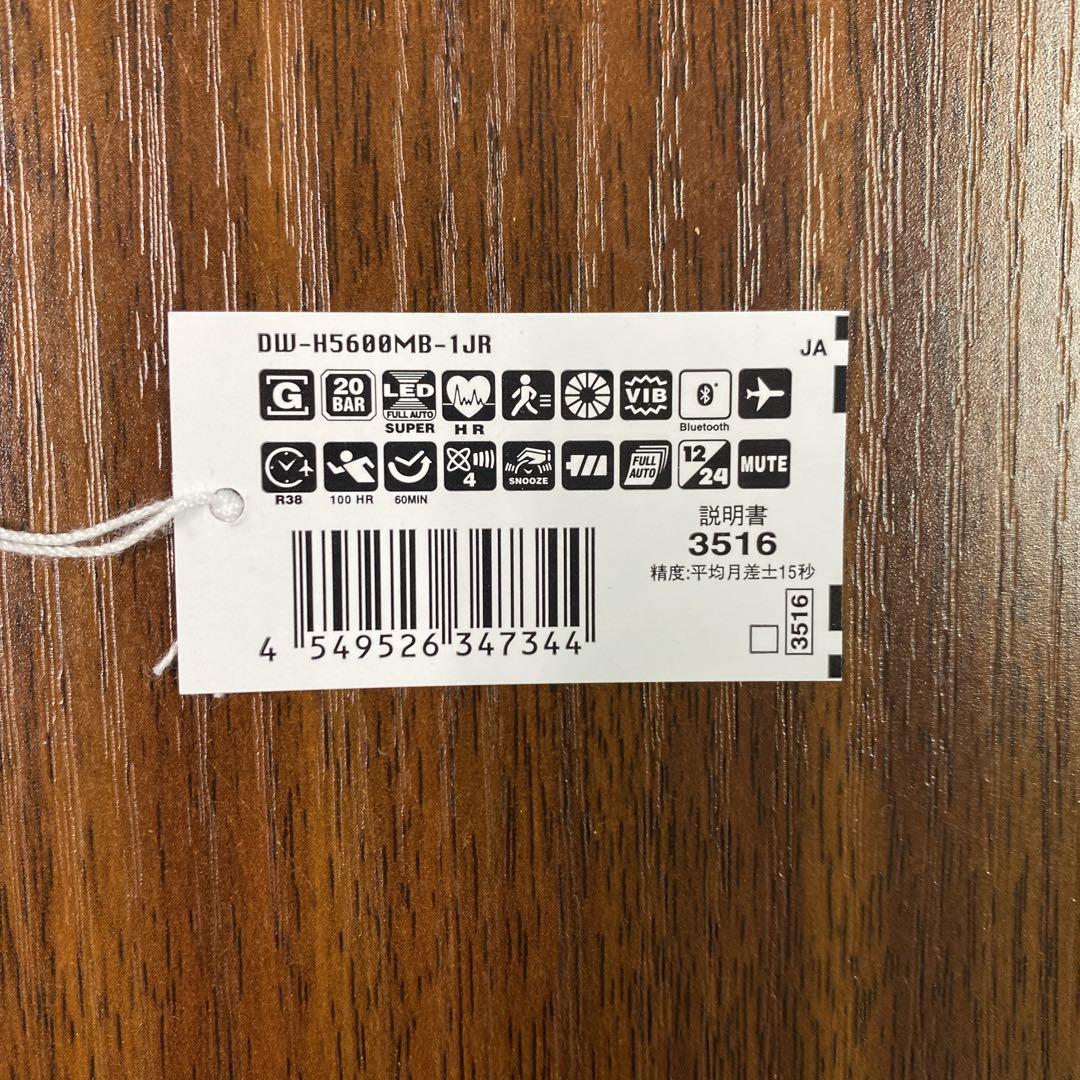 DW-H5600MB-1JR
JA
G 20 BAR LED FULL AUTO SUPER HR VIB Bluetooth
R38 100 HR 60MIN 4 SNOOZE FULL AUTO 12/24 MUTE
説明書
3516
精度:平均月差±15秒
3516
4 549526 347344